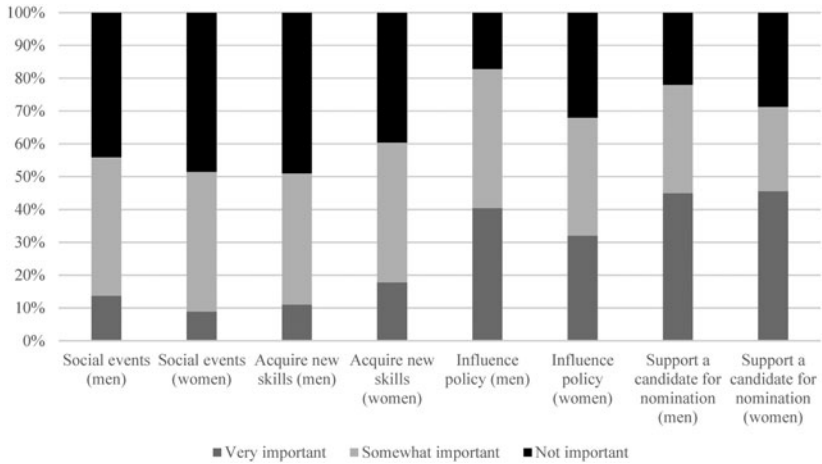 100%
90%
80%
70%
60%
50%
40%
30%
20%
10%
0%
Social events
(men)
Social events
(women)
Acquire new
skills (men)
Acquire new
skills
(women)
Influence
policy (men)
Influence
policy
(women)
Support a
candidate for
nomination
(men)
Support a
candidate for
nomination
(women)
Very important
Somewhat important
Not important